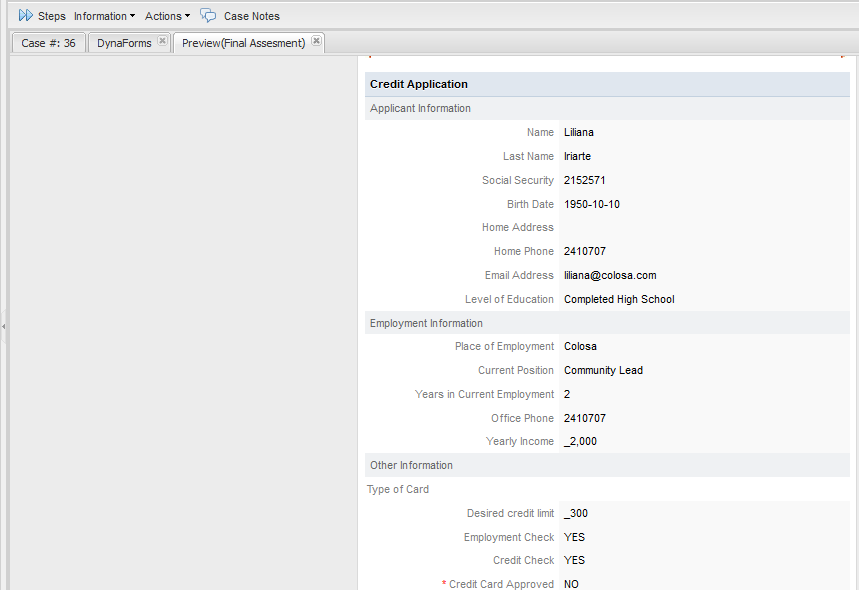 Steps Information Actions Case Notes
Case #: 36 DynaForms Preview(Final Assesment)
Credit Application
Applicant Information
Name Liliana
Last Name Iriarte
Social Security 2152571
Birth Date 1950-10-10
Home Address
Home Phone 2410707
Email Address liliana@colosa.com
Level of Education Completed High School
Employment Information
Place of Employment Colosa
Current Position Community Lead
Years in Current Employment 2
Office Phone 2410707
Yearly Income _2,000
Other Information
Type of Card
Desired credit limit _300
Employment Check YES
Credit Check YES
* Credit Card Approved NO